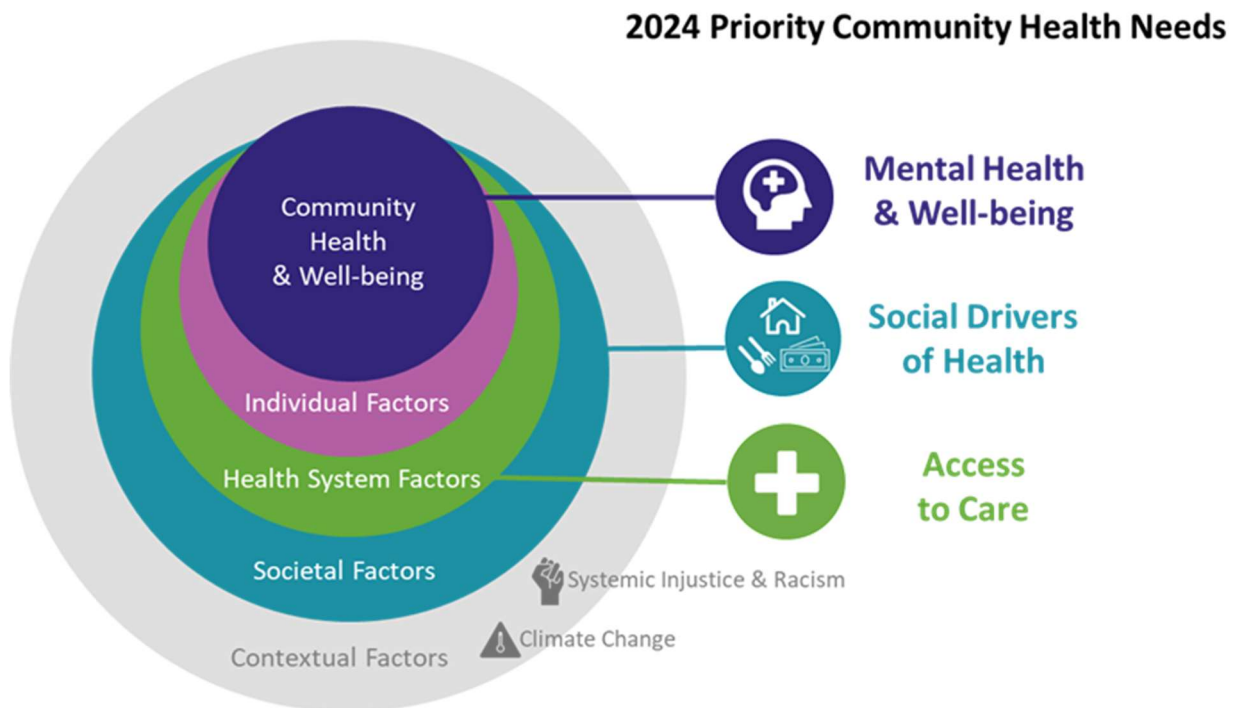 2024 Priority Community Health Needs
Community
Health
& Well-being
Individual Factors
Health System Factors
Societal Factors
Contextual Factors
Mental Health
& Well-being
Social Drivers
of Health
Access
to Care
Systemic Injustice & Racism
Climate Change